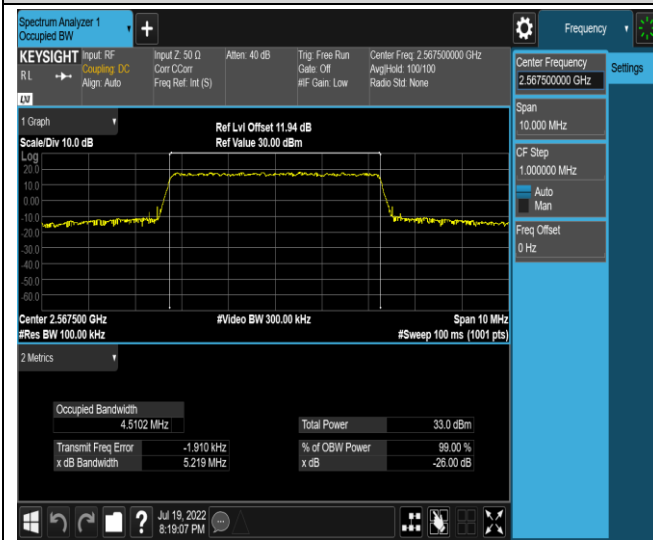 Spectrum Analyzer 1
Occupied BW
Frequency
KEYSIGHT
Input: RF
Coupling: DC
Align: Auto
Input Z: 50 Ω
Corr CCorr
Freq Ref: Int (S)
Atten: 40 dB
Trig: Free Run
Gate: Off
#IF Gain: Low
Center Freq: 2.567500000 GHz
Avg|Hold: 100/100
Radio Std: None
RL
LXI
Center Frequency
2.567500000 GHz
Settings
Span
10.000 MHz
CF Step
1.000000 MHz
Auto
Man
Freq Offset
0 Hz
1 Graph
Scale/Div 10.0 dB
Ref Lvl Offset 11.94 dB
Ref Value 30.00 dBm
Log
20.0
10.0
0.00
-10.0
-20.0
-30.0
-40.0
-50.0
-60.0
Center 2.567500 GHz
#Video BW 300.00 kHz
Span 10 MHz
#Res BW 100.00 kHz
#Sweep 100 ms (1001 pts)
2 Metrics
Occupied Bandwidth
4.5102 MHz
Total Power 33.0 dBm
Transmit Freq Error -1.910 kHz
% of OBW Power 99.00 %
x dB Bandwidth 5.219 MHz
x dB -26.00 dB
?
Jul 19, 2022
8:19:07 PM